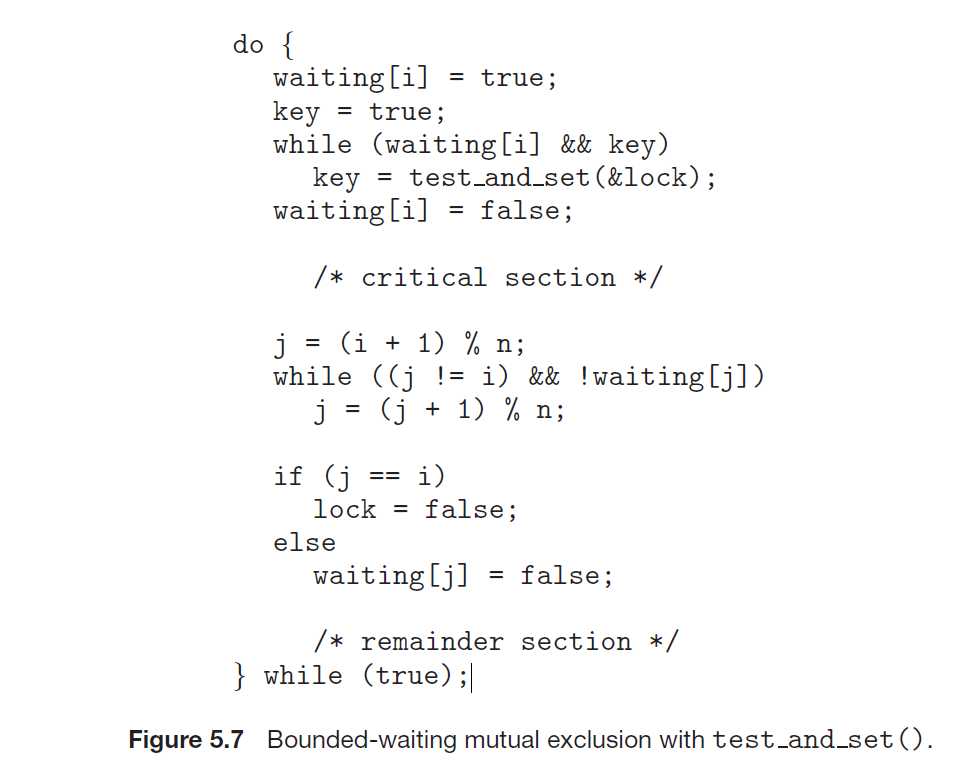 do {
waiting[i] = true;
key = true;
while (waiting[i] && key)
key = test_and_set(&lock);
waiting[i] = false;
/* critical section */
j = (i + 1) % n;
while ((j != i) && !waiting[j])
j = (j + 1) % n;
if (j == i)
lock = false;
else
waiting[j] = false;
/* remainder section */
} while (true);
Figure 5.7 Bounded-waiting mutual exclusion with test_and_set().